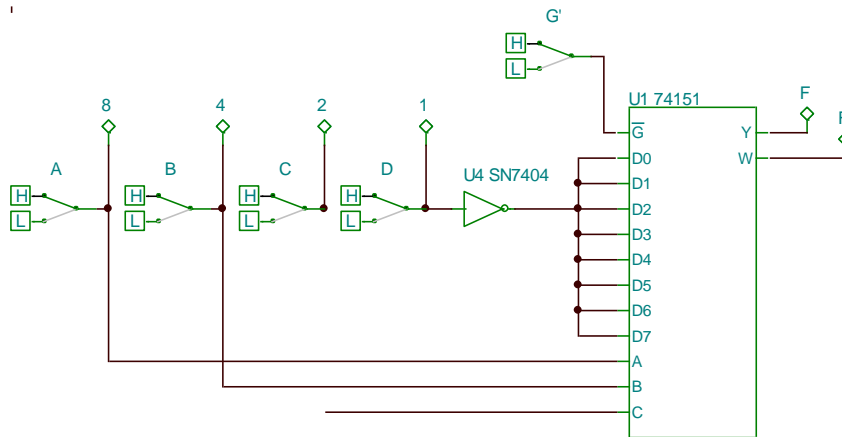 G'
H
L
8 4 2 1
U1 74151
F
F
G Y
D0 W
A B C D
U4 SN7404
H H H H
L L L L
D1
D2
D3
D4
D5
D6
D7
A
B
C